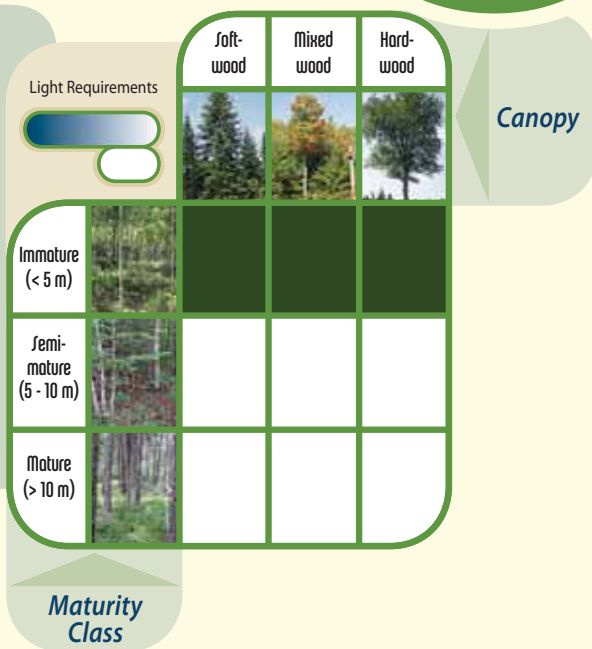 Soft-
wood
Mixed
wood
Hard-
wood
Light Requirements
Canopy
Immature
(< 5 m)
Semi-
mature
(5 - 10 m)
Mature
(> 10 m)
Maturity
Class